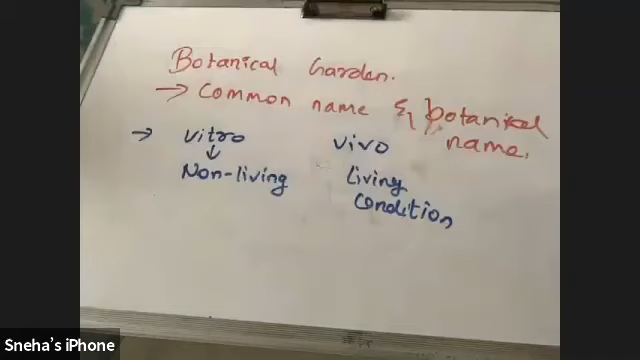 Botanical Garden.
→ Common name & botanical name.
→ vitro vivo
↓
Non-living Living Condition
Sneha's iPhone